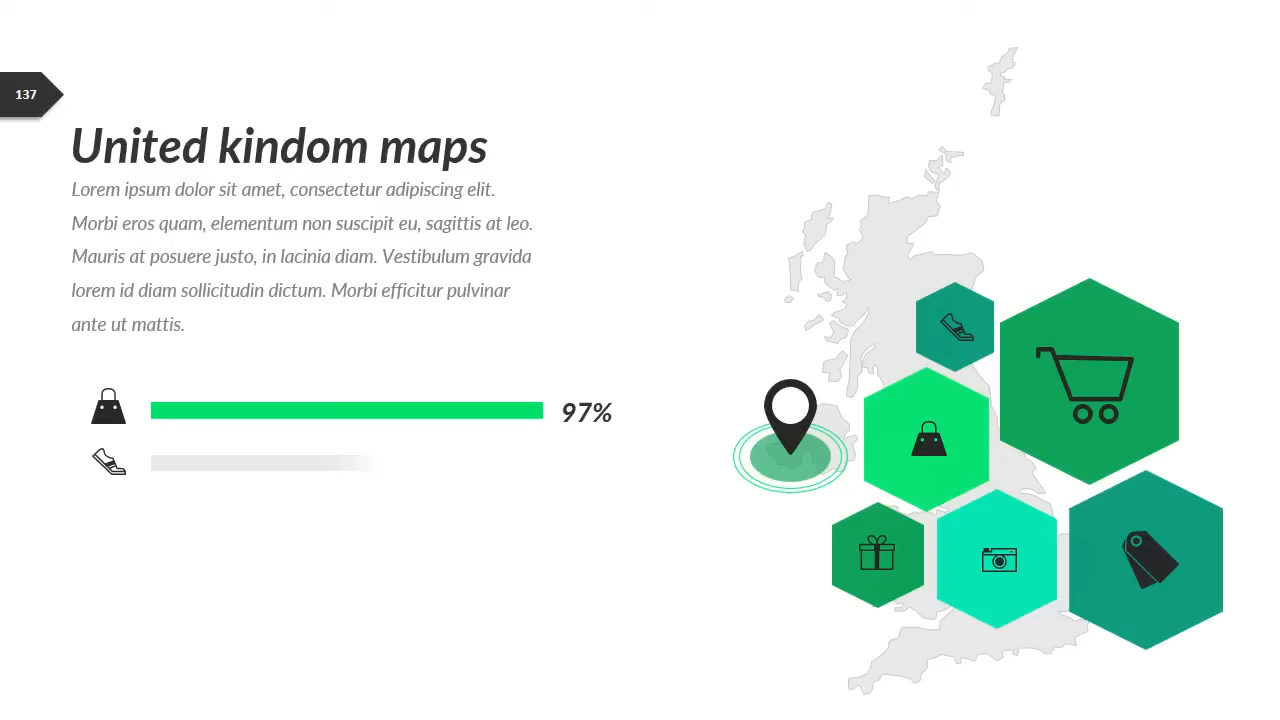 137
United kindom maps
Lorem ipsum dolor sit amet, consectetur adipiscing elit.
Morbi eros quam, elementum non suscipit eu, sagittis at leo.
Mauris at posuere justo, in lacinia diam. Vestibulum gravida
lorem id diam sollicitudin dictum. Morbi efficitur pulvinar
ante ut mattis.
97%